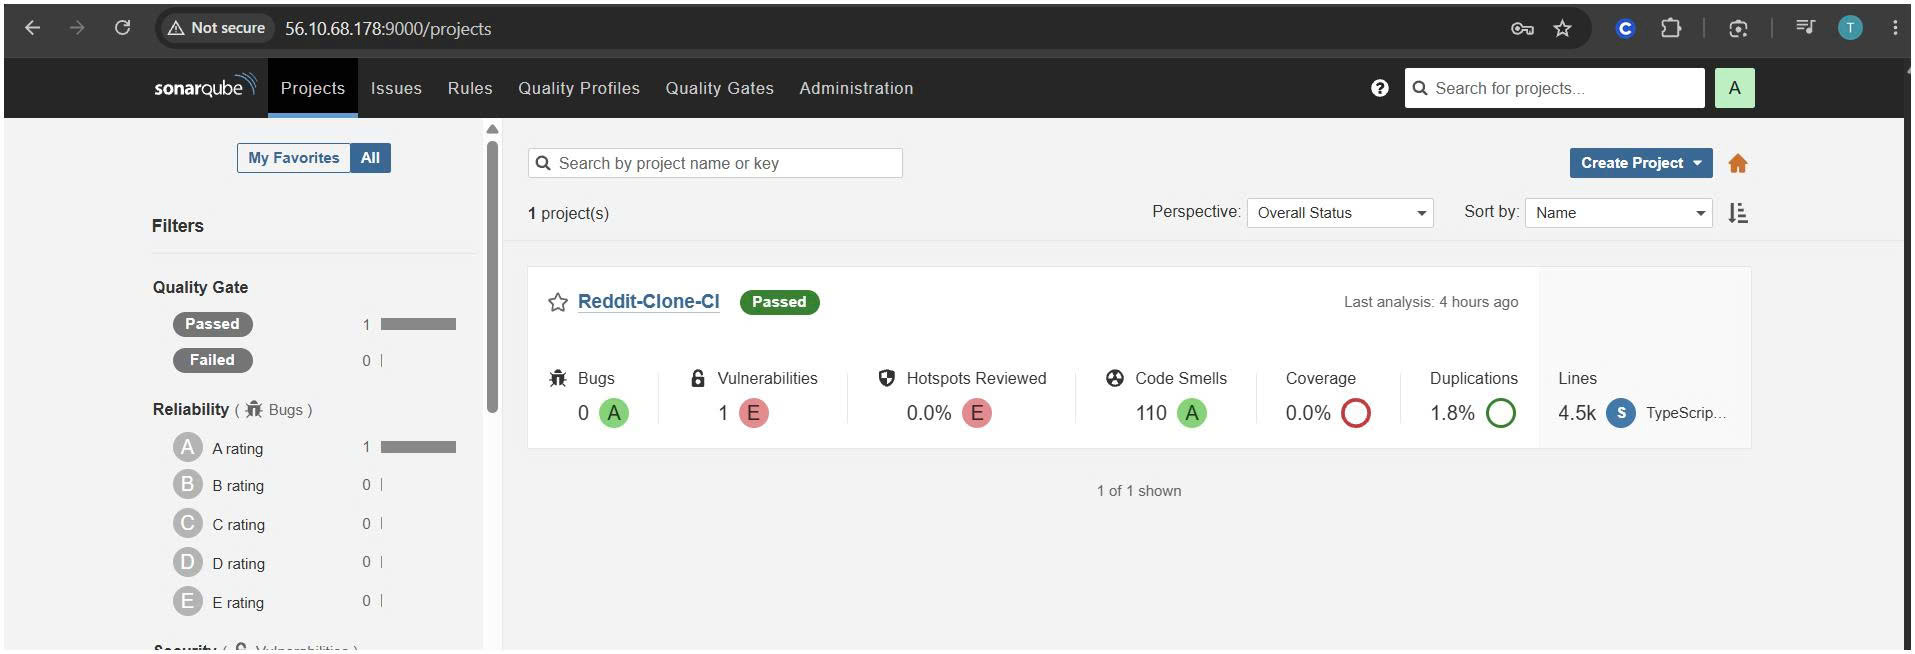 Not secure 56.10.68.178:9000/projects T
sonarqube Projects Issues Rules Quality Profiles Quality Gates Administration ? Search for projects... A
My Favorites All
Filters
Quality Gate
Passed 1
Failed 0
Reliability ( Bugs )
A A rating 1
B B rating 0
C C rating 0
D D rating 0
E E rating 0
Security ( Vulnerabilities )
Search by project name or key Create Project
1 project(s) Perspective: Overall Status Sort by: Name
Reddit-Clone-CI Passed Last analysis: 4 hours ago
Bugs Vulnerabilities Hotspots Reviewed Code Smells Coverage Duplications Lines
0 A 1 E 0.0% E 110 A 0.0% 1.8% 4.5k S TypeScrip...
1 of 1 shown